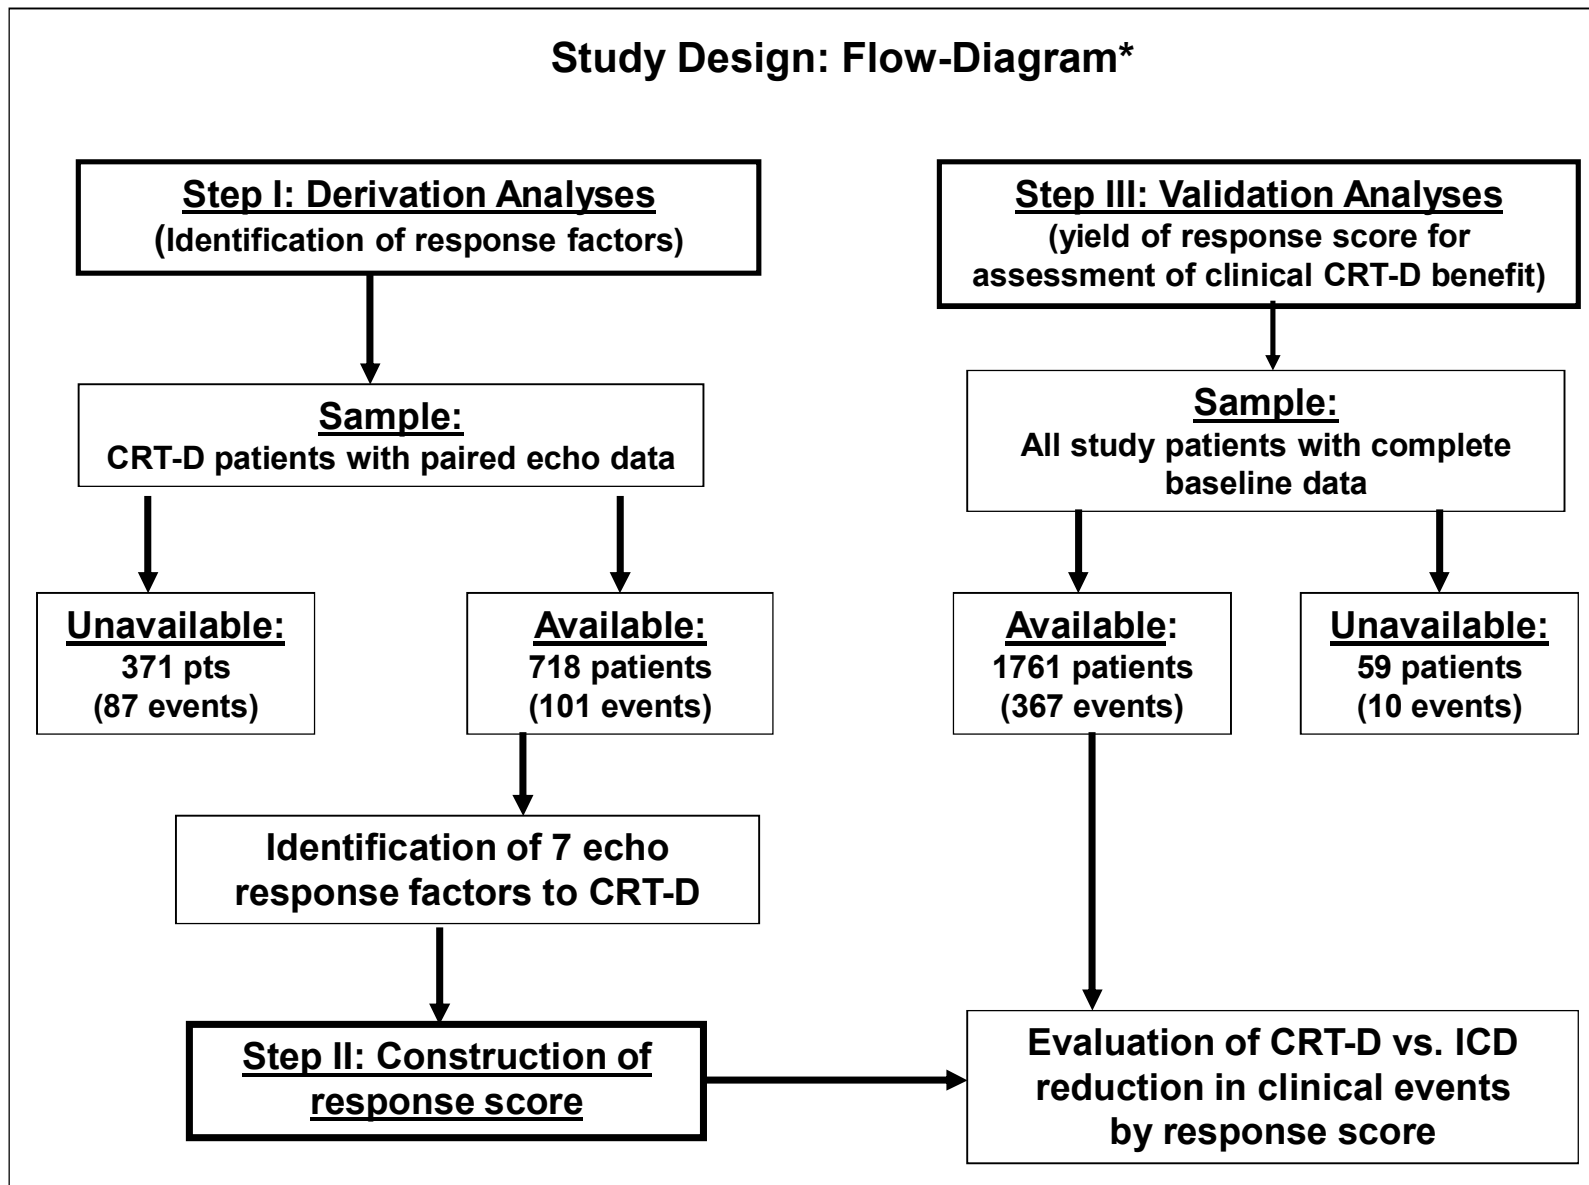 Study Design: Flow-Diagram*
Step I: Derivation Analyses
(Identification of response factors)
Sample:
CRT-D patients with paired echo data
Unavailable:
371 pts
(87 events)
Available:
718 patients
(101 events)
Identification of 7 echo
response factors to CRT-D
Step II: Construction of
response score
Step III: Validation Analyses
(yield of response score for
assessment of clinical CRT-D benefit)
Sample:
All study patients with complete
baseline data
Available:
1761 patients
(367 events)
Unavailable:
59 patients
(10 events)
Evaluation of CRT-D vs. ICD
reduction in clinical events
by response score